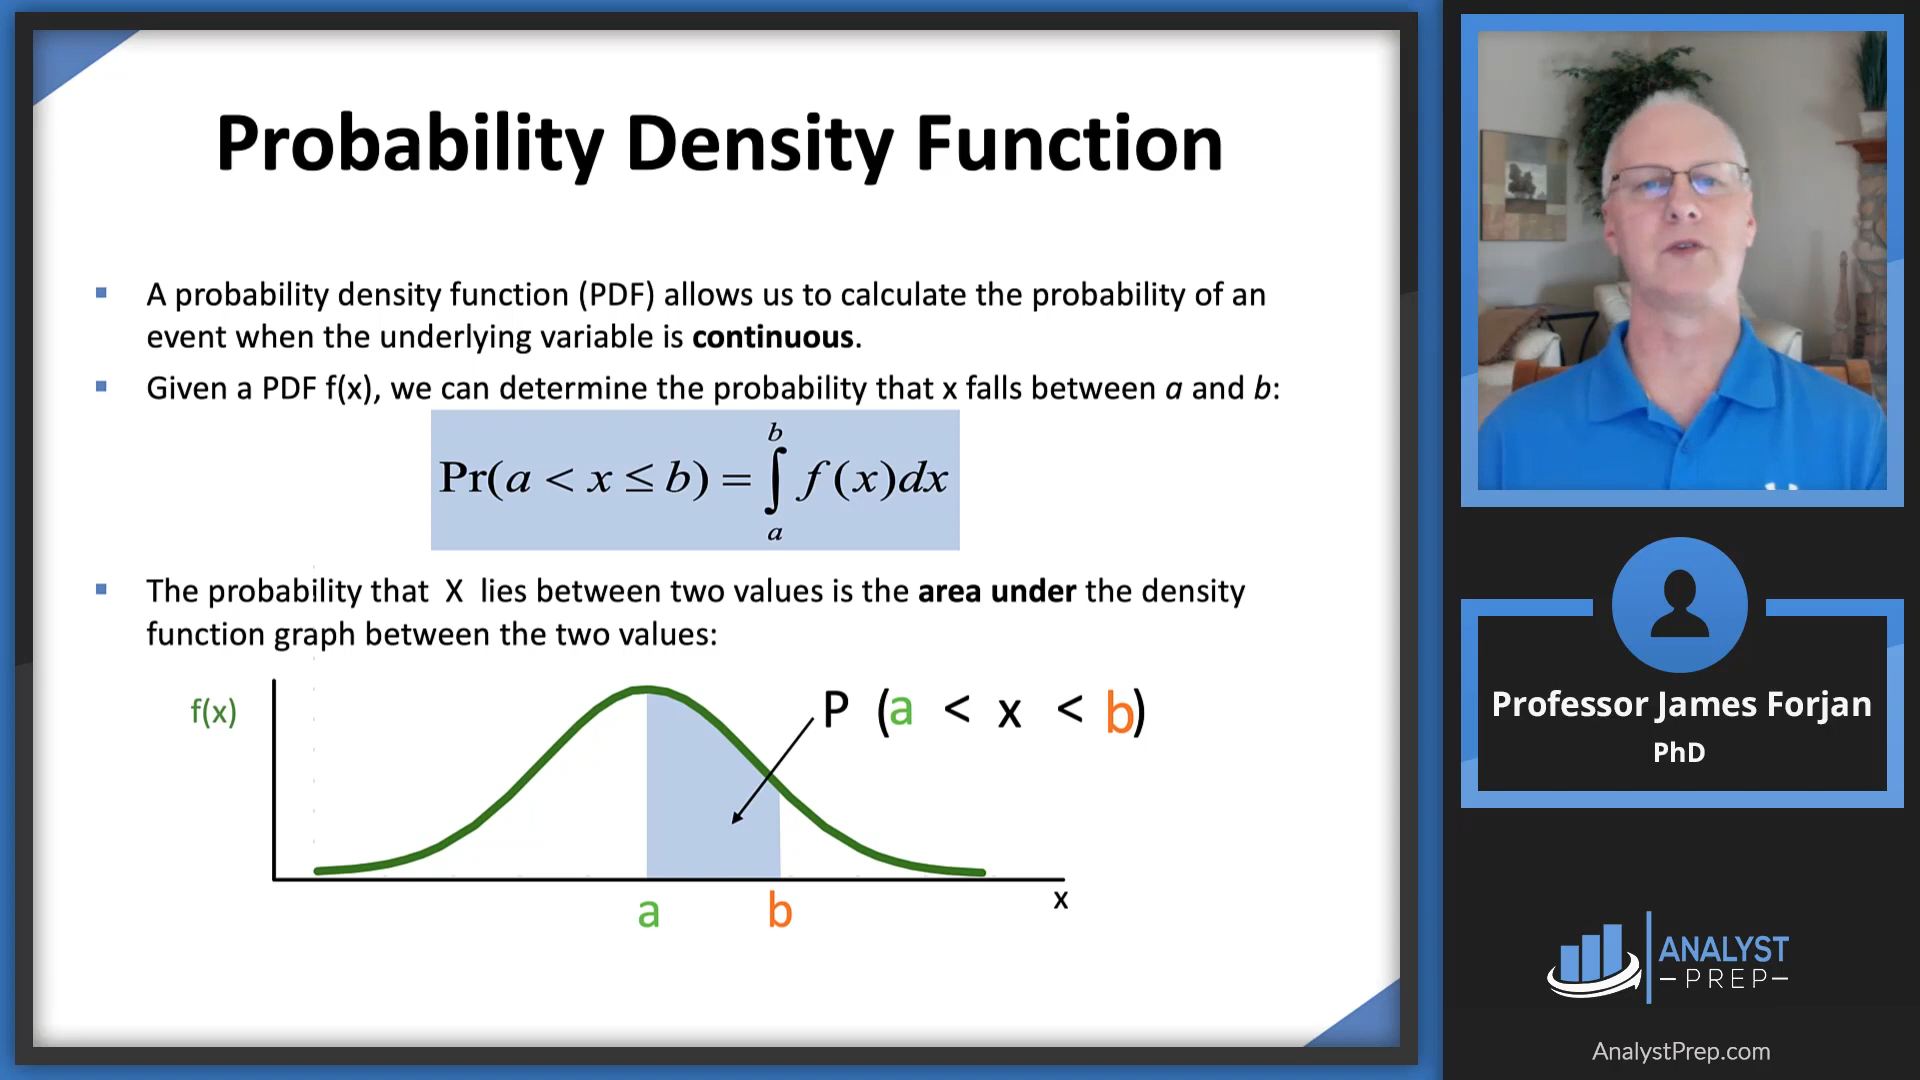 Probability Density Function
▪ A probability density function (PDF) allows us to calculate the probability of an
event when the underlying variable is continuous.
▪ Given a PDF f(x), we can determine the probability that x falls between a and b:
b
Pr(a < x ≤ b) = ∫ f(x)dx
a
▪ The probability that X lies between two values is the area under the density
function graph between the two values:
f(x)
P (a < x < b)
a b
x
Professor James Forjan
PhD
ANALYST
PREP
AnalystPrep.com